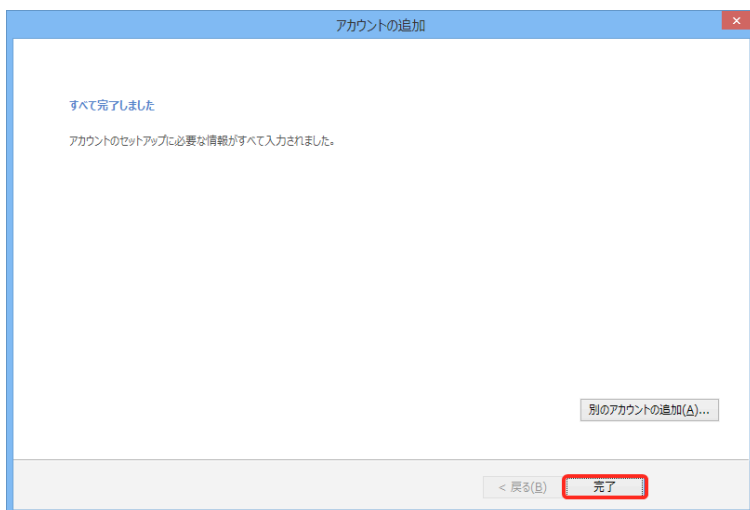 アカウントの追加
すべて完了しました
アカウントのセットアップに必要な情報がすべて入力されました。
別のアカウントの追加(A)...
< 戻る(B)
完了